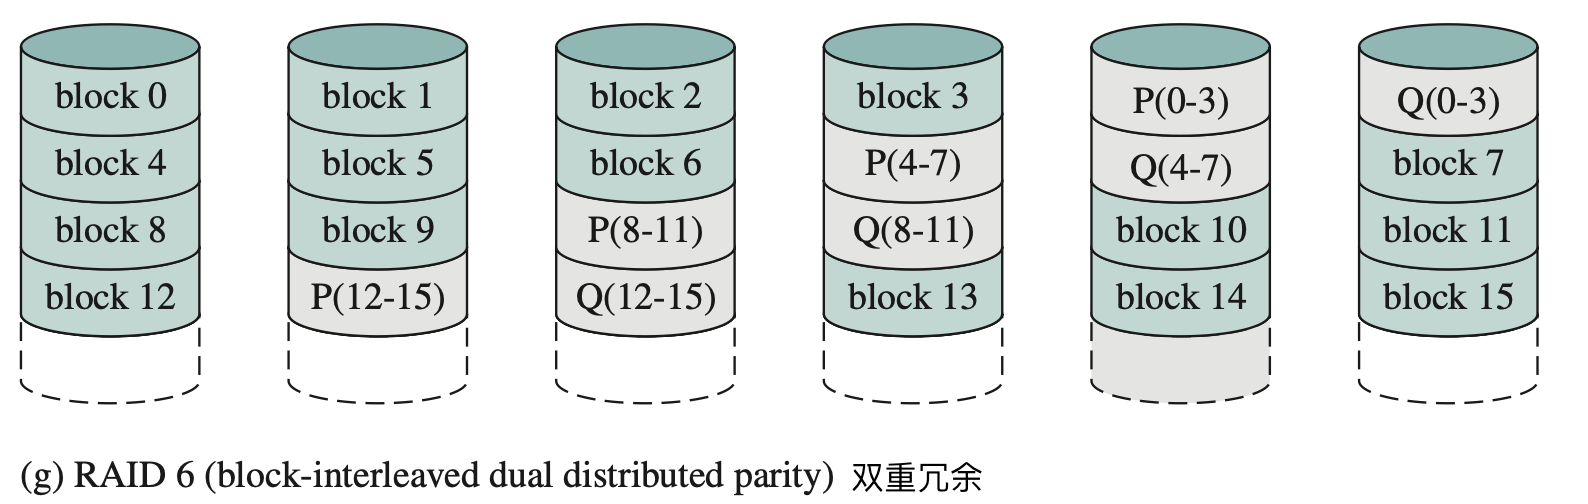 block 0 block 1 block 2 block 3 P(0-3) Q(0-3)
block 4 block 5 block 6 P(4-7) Q(4-7) block 7
block 8 block 9 P(8-11) Q(8-11) block 10 block 11
block 12 P(12-15) Q(12-15) block 13 block 14 block 15
(g) RAID 6 (block-interleaved dual distributed parity) 双重冗余